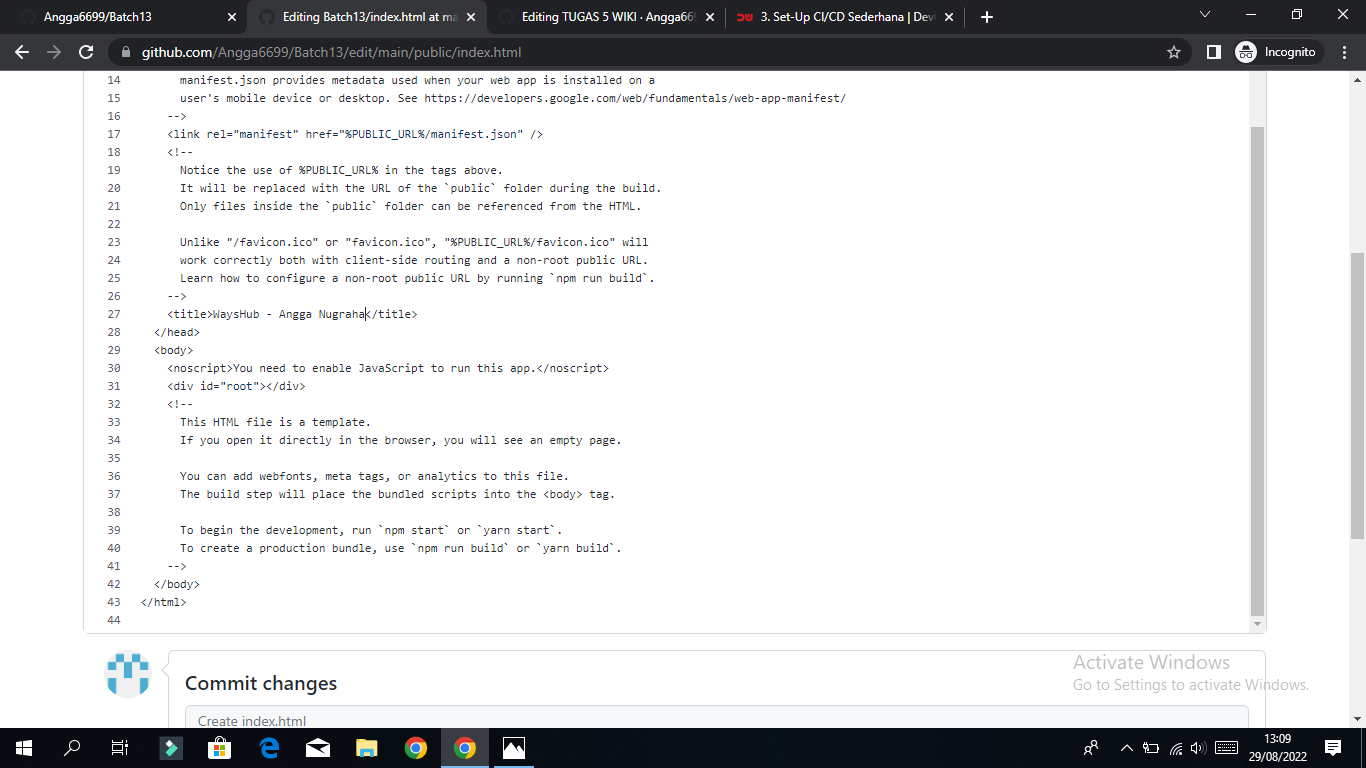 Angga6699/Batch13
Editing Batch13/index.html at ma
Editing TUGAS 5 WIKI · Angga669
3. Set-Up CI/CD Sederhana | Dev
github.com/Angga6699/Batch13/edit/main/public/index.html
Incognito
14 manifest.json provides metadata used when your web app is installed on a
15 user's mobile device or desktop. See https://developers.google.com/web/fundamentals/web-app-manifest/
16 -->
17 <link rel="manifest" href="%PUBLIC_URL%/manifest.json" />
18 <!--
19 Notice the use of %PUBLIC_URL% in the tags above.
20 It will be replaced with the URL of the `public` folder during the build.
21 Only files inside the `public` folder can be referenced from the HTML.
22
23 Unlike "/favicon.ico" or "favicon.ico", "%PUBLIC_URL%/favicon.ico" will
24 work correctly both with client-side routing and a non-root public URL.
25 Learn how to configure a non-root public URL by running `npm run build`.
26 -->
27 <title>WaysHub - Angga Nugraha</title>
28 </head>
29 <body>
30 <noscript>You need to enable JavaScript to run this app.</noscript>
31 <div id="root"></div>
32 <!--
33 This HTML file is a template.
34 If you open it directly in the browser, you will see an empty page.
35
36 You can add webfonts, meta tags, or analytics to this file.
37 The build step will place the bundled scripts into the <body> tag.
38
39 To begin the development, run `npm start` or `yarn start`.
40 To create a production bundle, use `npm run build` or `yarn build`.
41 -->
42 </body>
43 </html>
44
Commit changes
Create index.html
Activate Windows
Go to Settings to activate Windows.
13:09
29/08/2022